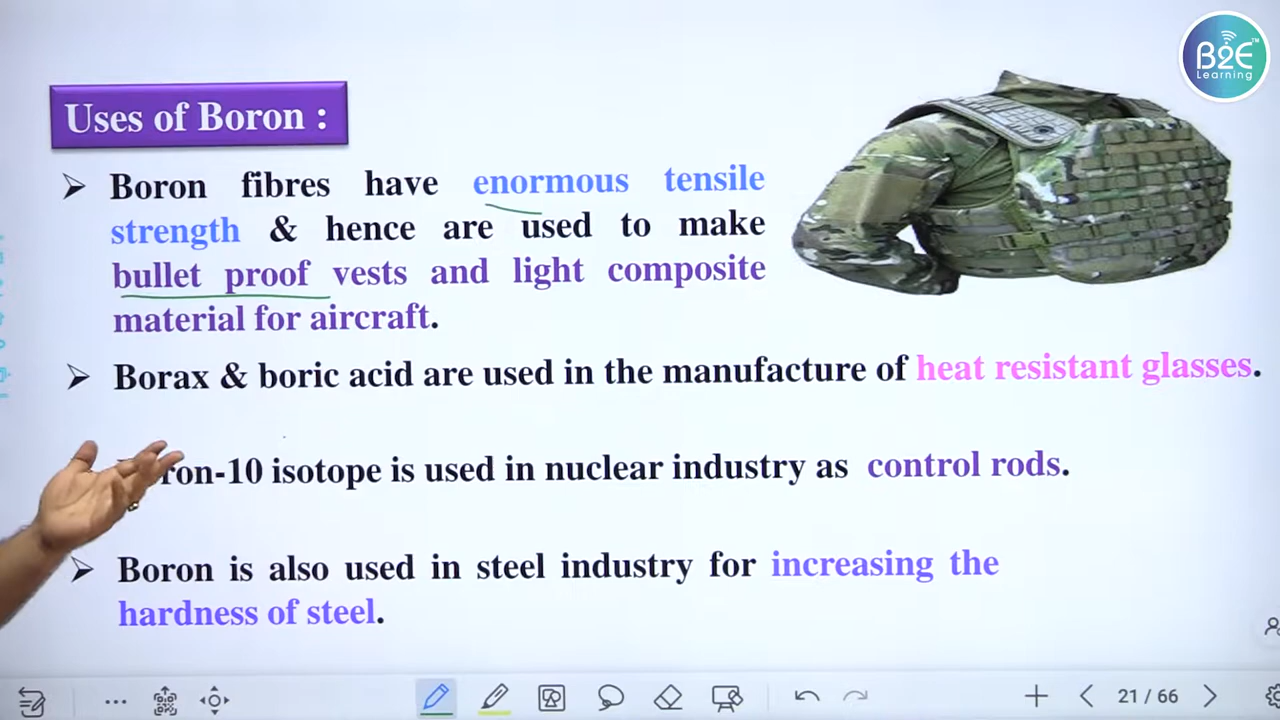 B2E
Learning
Uses of Boron :
Boron fibres have enormous tensile
strength & hence are used to make
bullet proof vests and light composite
material for aircraft.
Borax & boric acid are used in the manufacture of heat resistant glasses.
isotope is used in nuclear industry as control rods.
Boron is also used in steel industry for increasing the
hardness of steel.
21 / 66